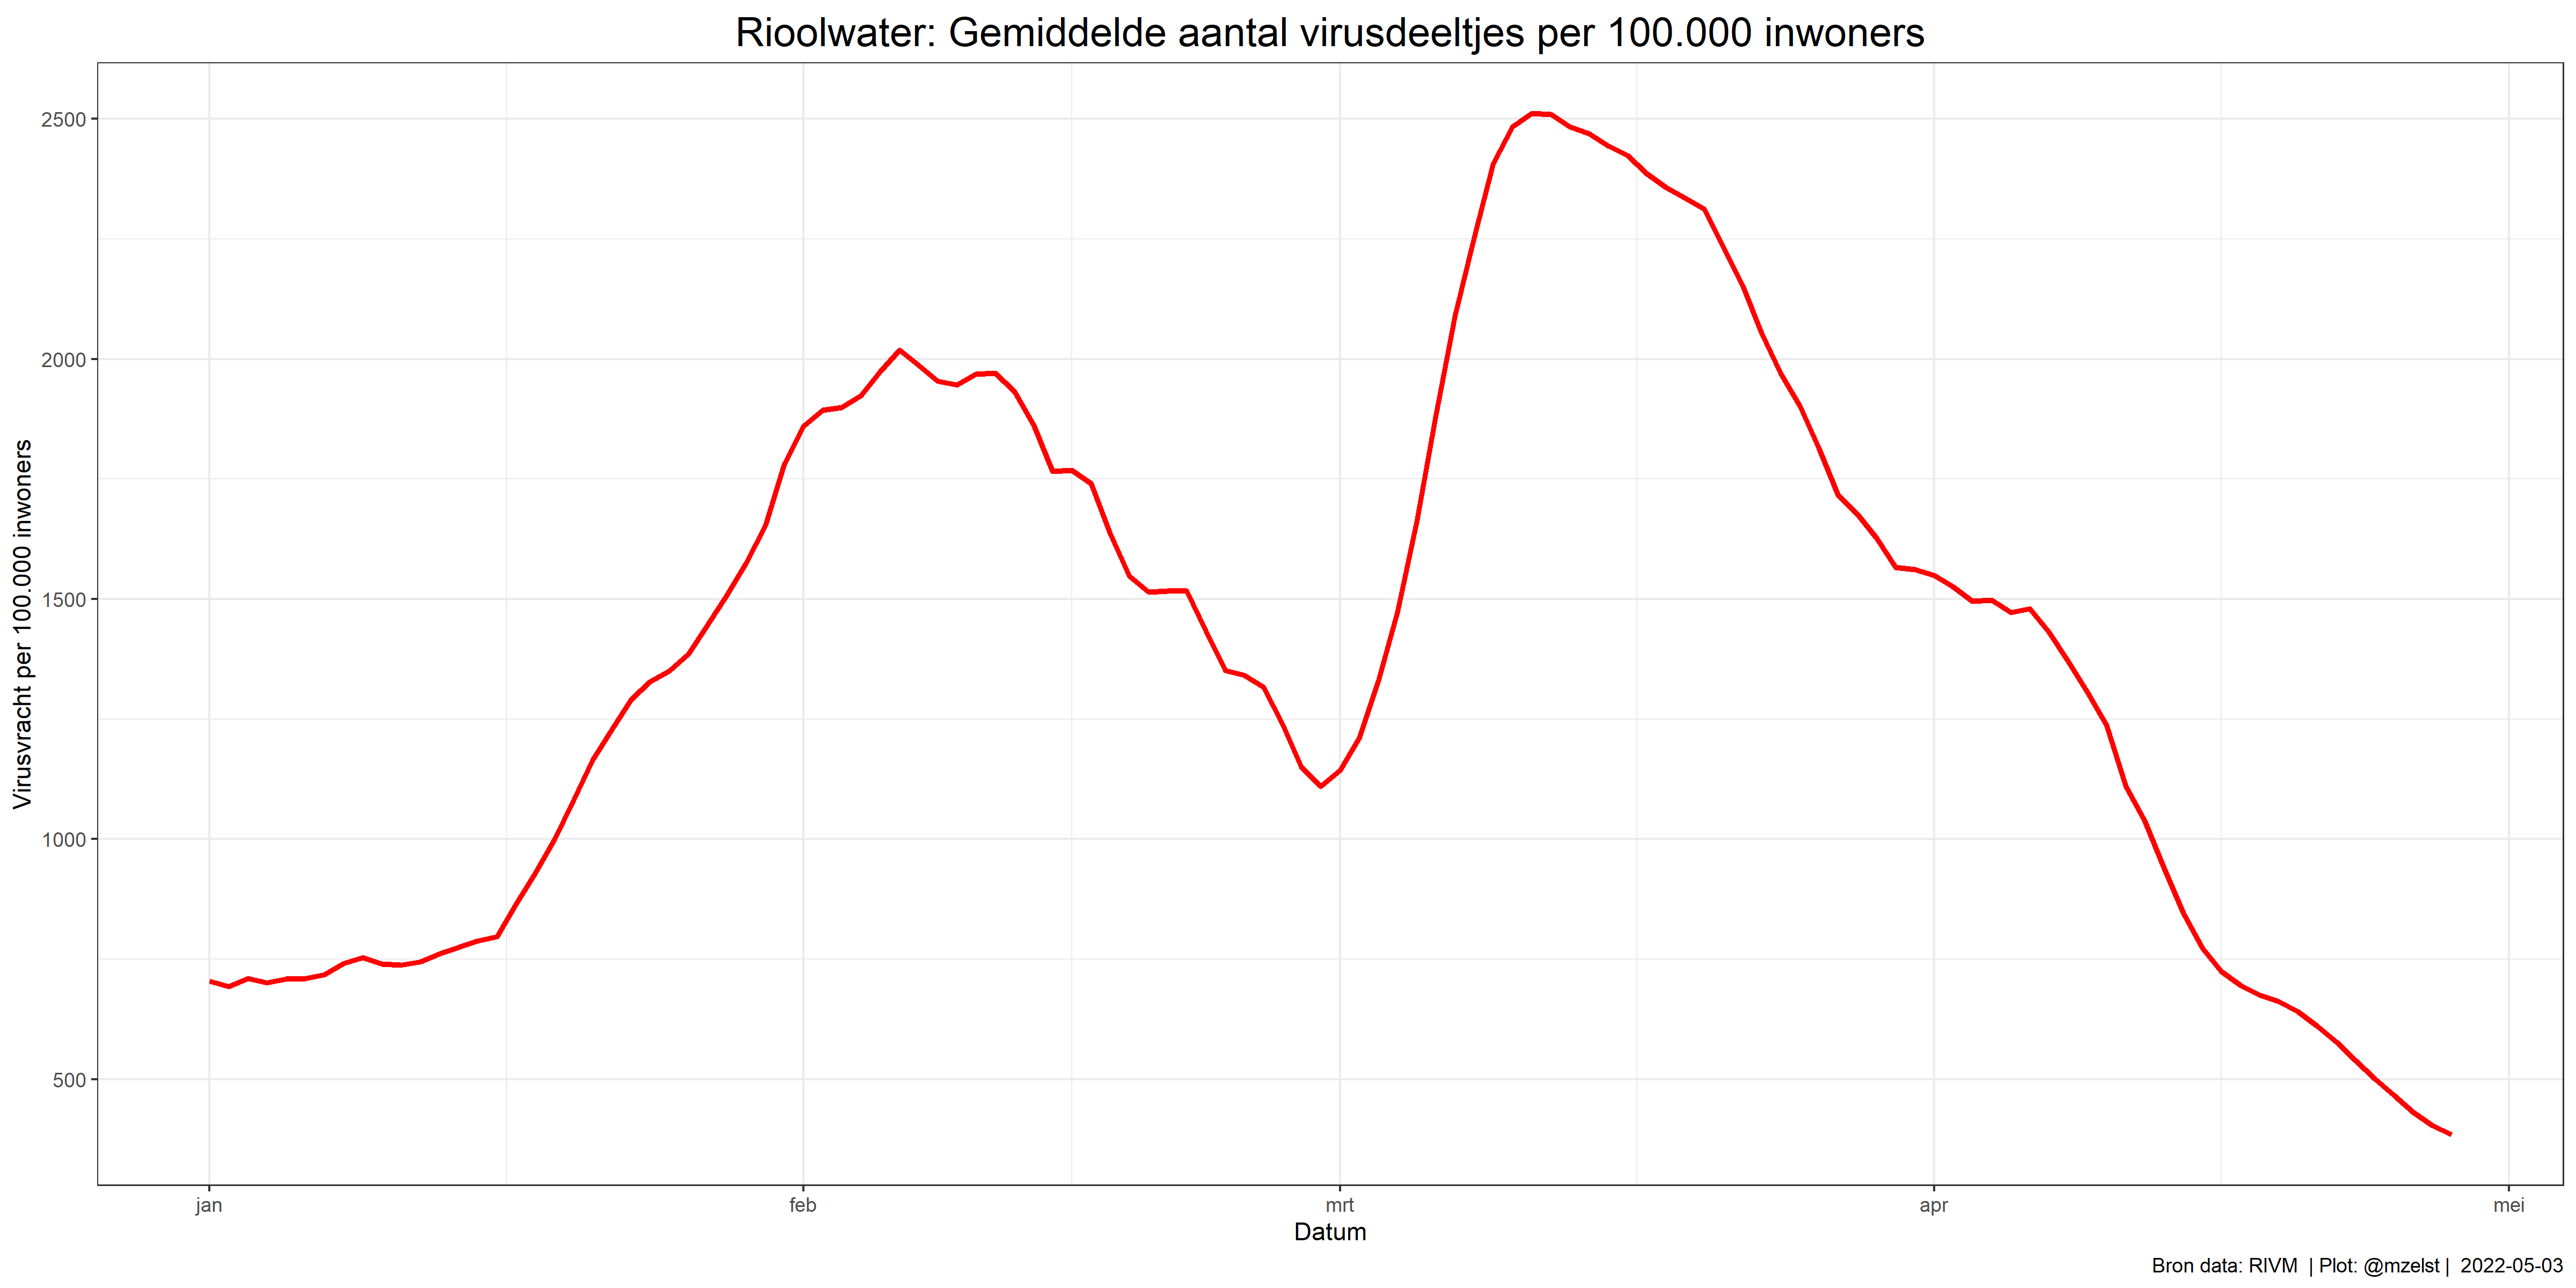 Rioolwater: Gemiddelde aantal virusdeeltjes per 100.000 inwoners
Virusvracht per 100.000 inwoners
2500
2000
1500
1000
500
jan feb mrt apr mei
Datum
Bron data: RIVM | Plot: @mzelst | 2022-05-03